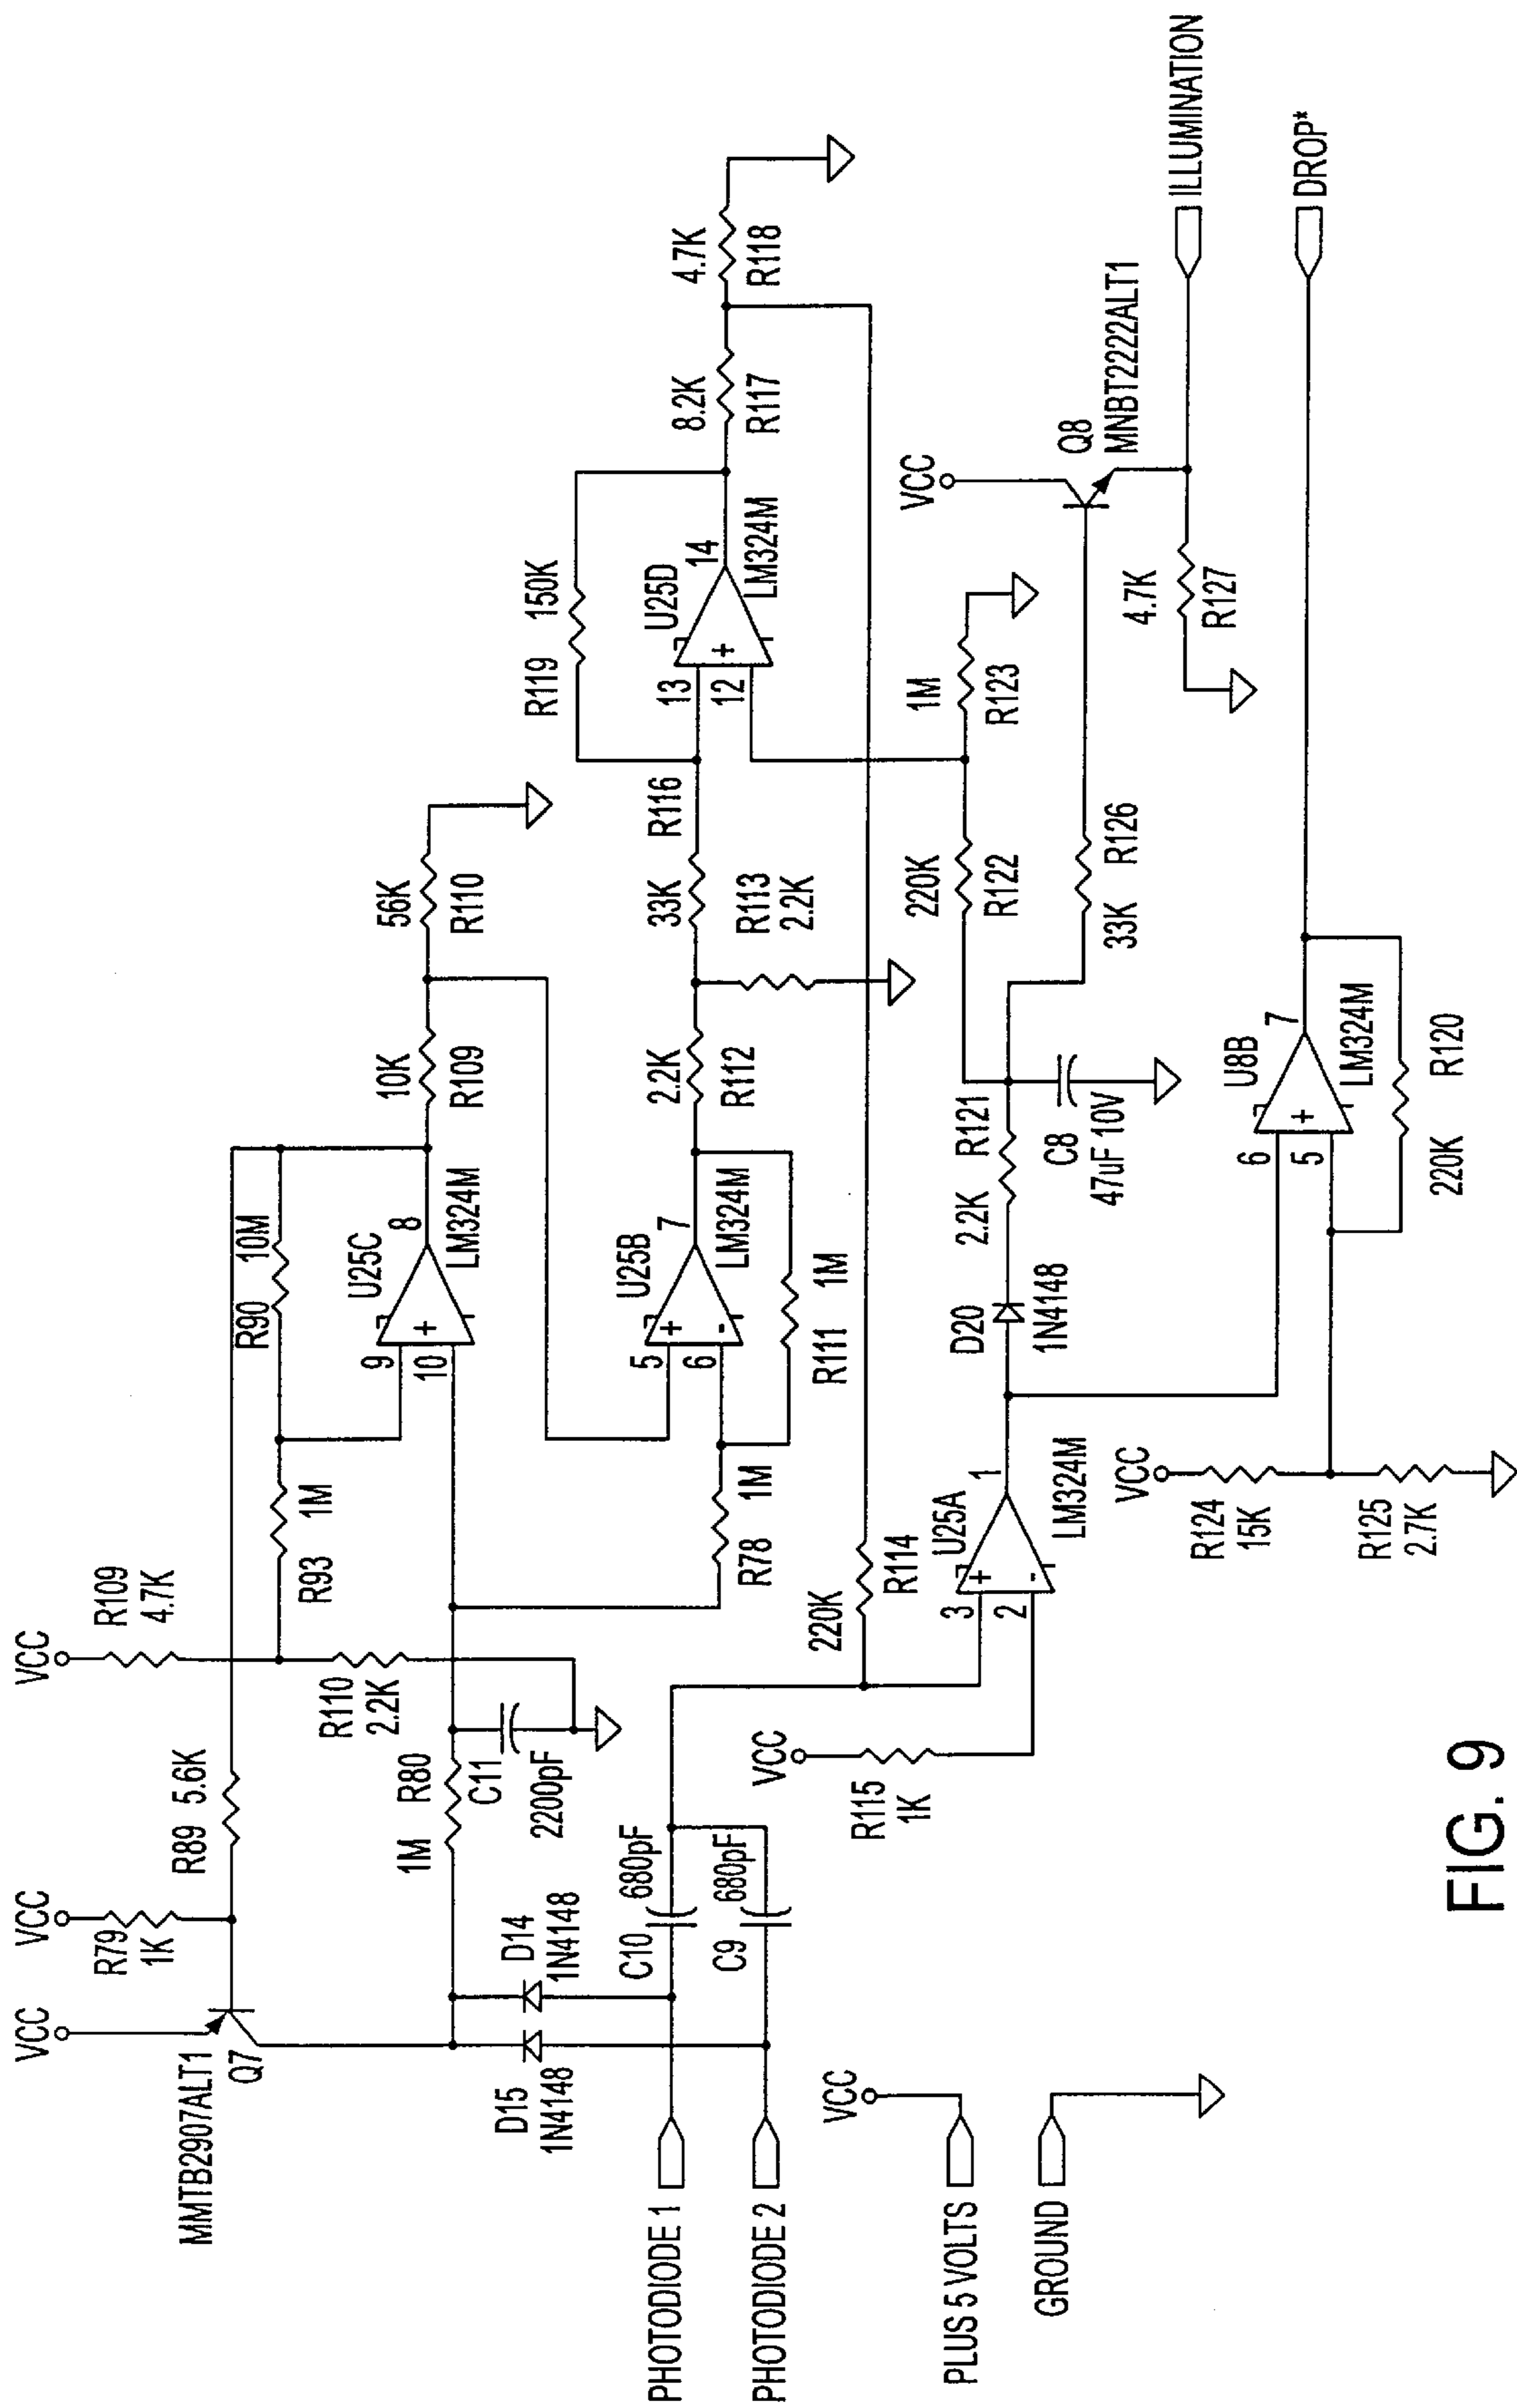 VCC
MMTB2907ALT1
Q7
VCC
R79
1K
R89 5.6K
VCC
R109
4.7K
R93
1M
R90
10M
R110
2.2K
1M
R80
C11
2200pF
D14
1N4148
D15
1N4148
9
10
U25C
8
LM324M
+
10K
R109
56K
R110
R78
1M
5
6
U25B
7
LM324M
+
-
R111
1M
2.2K
R112
R113
2.2K
33K
R116
R119
150K
13
12
U25D
14
LM324M
+
8.2K
R117
4.7K
R118
PHOTODIODE 1
PHOTODIODE 2
C10
680pF
C9
680pF
220K
R114
VCC
R115
1K
3
2
U25A
1
LM324M
+
-
D20
1N4148
2.2K
R121
C8
47uF 10V
220K
R122
1M
R123
33K
R126
VCC
Q8
MNBT2222ALT1
4.7K
R127
ILLUMINATION
VCC
PLUS 5 VOLTS
GROUND
VCC
R124
15K
R125
2.7K
6
5
U8B
7
LM324M
+
220K
R120
DROP*
FIG. 9